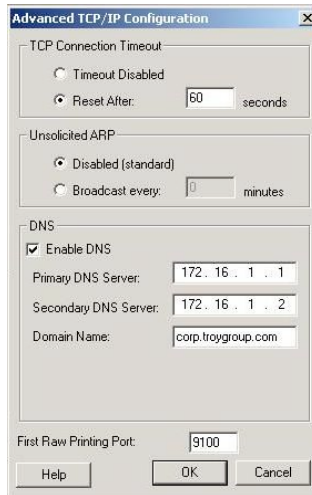 Advanced TCP/IP Configuration
TCP Connection Timeout
Timeout Disabled
Reset After: 60 seconds
Unsolicited ARP
Disabled (standard)
Broadcast every: 0 minutes
DNS
Enable DNS
Primary DNS Server: 172 . 16 . 1 . 1
Secondary DNS Server: 172 . 16 . 1 . 2
Domain Name: corp.troygroup.com
First Raw Printing Port: 9100
Help OK Cancel